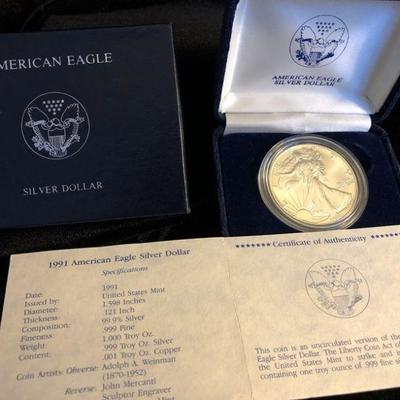 AMERICAN EAGLE
SILVER DOLLAR
AMERICAN EAGLE
SILVER DOLLAR
1991 American Eagle Silver Dollar
Specifications
Date: 1991
Issued by: United States Mint
Diameter: 1.598 Inches
Thickness: .121 Inch
Composition: 99.9% Silver
Fineness: .999 Fine
Weight: 1.000 Troy Oz.
Content: .999 Troy Oz. Silver
.001 Troy Oz. Copper
Coin Artists: Obverse: Adolph A. Weinman
(1870-1952)
Reverse: John Mercanti
Sculptor Engraver
Certificate of Authenticity
This coin is an uncirculated version of the
Eagle Silver Dollar. The Liberty Coin Act of
the United States Mint to strike and is
containing one troy ounce of .999 fine sil